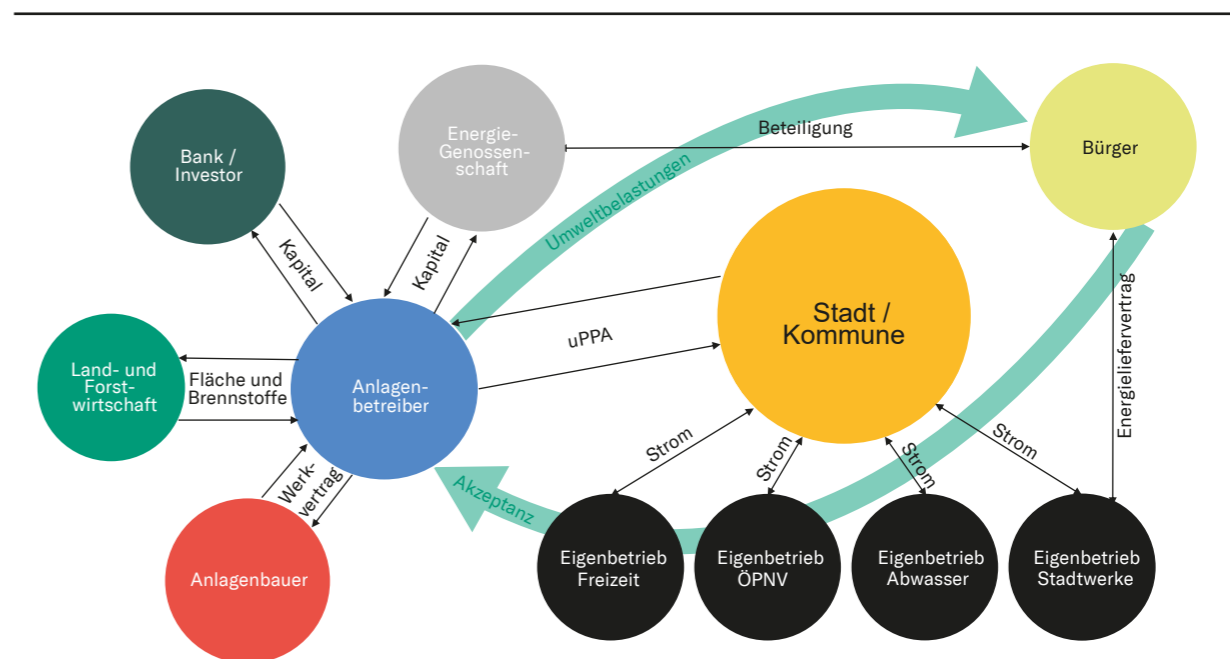 Bank /
Investor
Energie-
Genossen-
schaft
Beteiligung
Bürger
Umweltbelastungen
Kapital
Kapital
Stadt /
Kommune
uPPA
Energieliefervertrag
Land- und
Forst-
wirtschaft
Fläche und
Brennstoffe
Anlagen-
betreiber
Strom
Strom
Strom
Strom
Werk-
vertrag
Akzeptanz
Anlagenbauer
Eigenbetrieb
Freizeit
Eigenbetrieb
ÖPNV
Eigenbetrieb
Abwasser
Eigenbetrieb
Stadtwerke